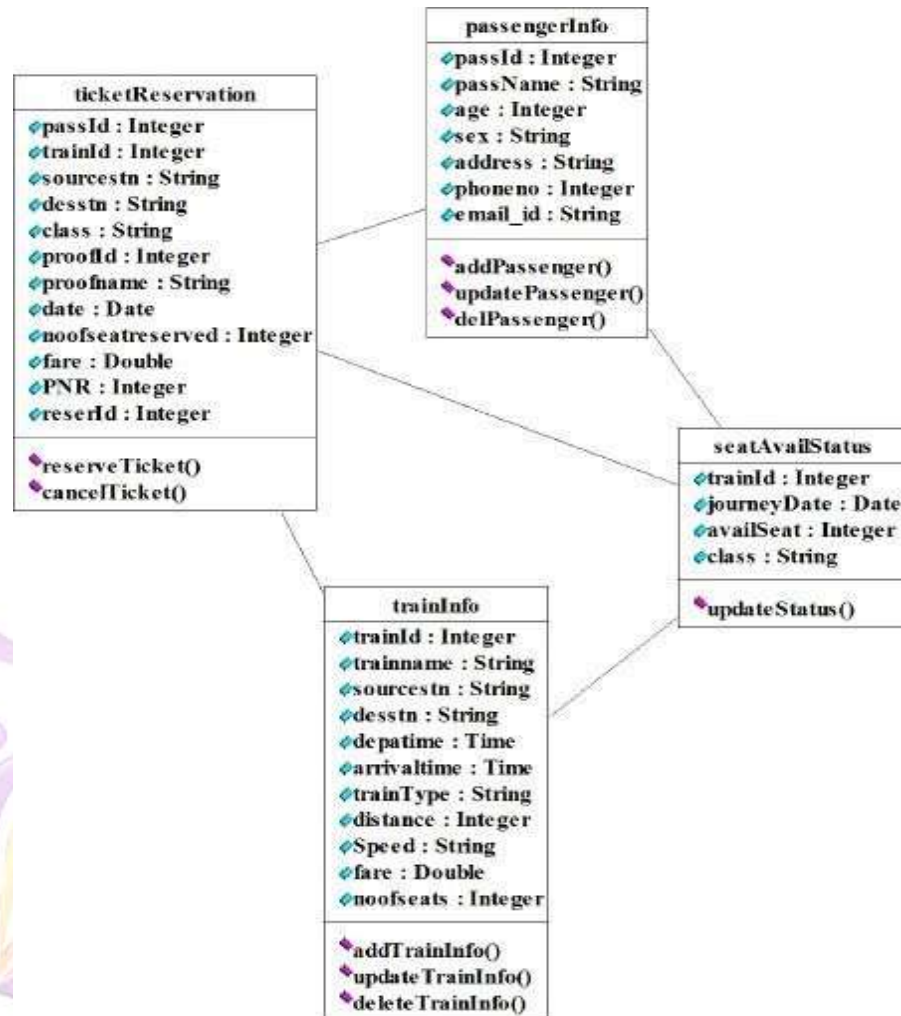 passengerInfo
passId : Integer
passName : String
age : Integer
sex : String
address : String
phoneno : Integer
email_id : String
addPassenger()
updatePassenger()
delPassenger()
ticketReservation
passId : Integer
trainId : Integer
sourcestn : String
desstn : String
class : String
proofId : Integer
proofname : String
date : Date
noofseatreserved : Integer
fare : Double
PNR : Integer
reserId : Integer
reserveTicket()
cancelTicket()
seatAvailStatus
trainId : Integer
journeyDate : Date
availSeat : Integer
class : String
updateStatus()
trainInfo
trainId : Integer
trainname : String
sourcestn : String
desstn : String
depatime : Time
arrivaltime : Time
trainType : String
distance : Integer
Speed : String
fare : Double
noofseats : Integer
addTrainInfo()
updateTrainInfo()
deleteTrainInfo()